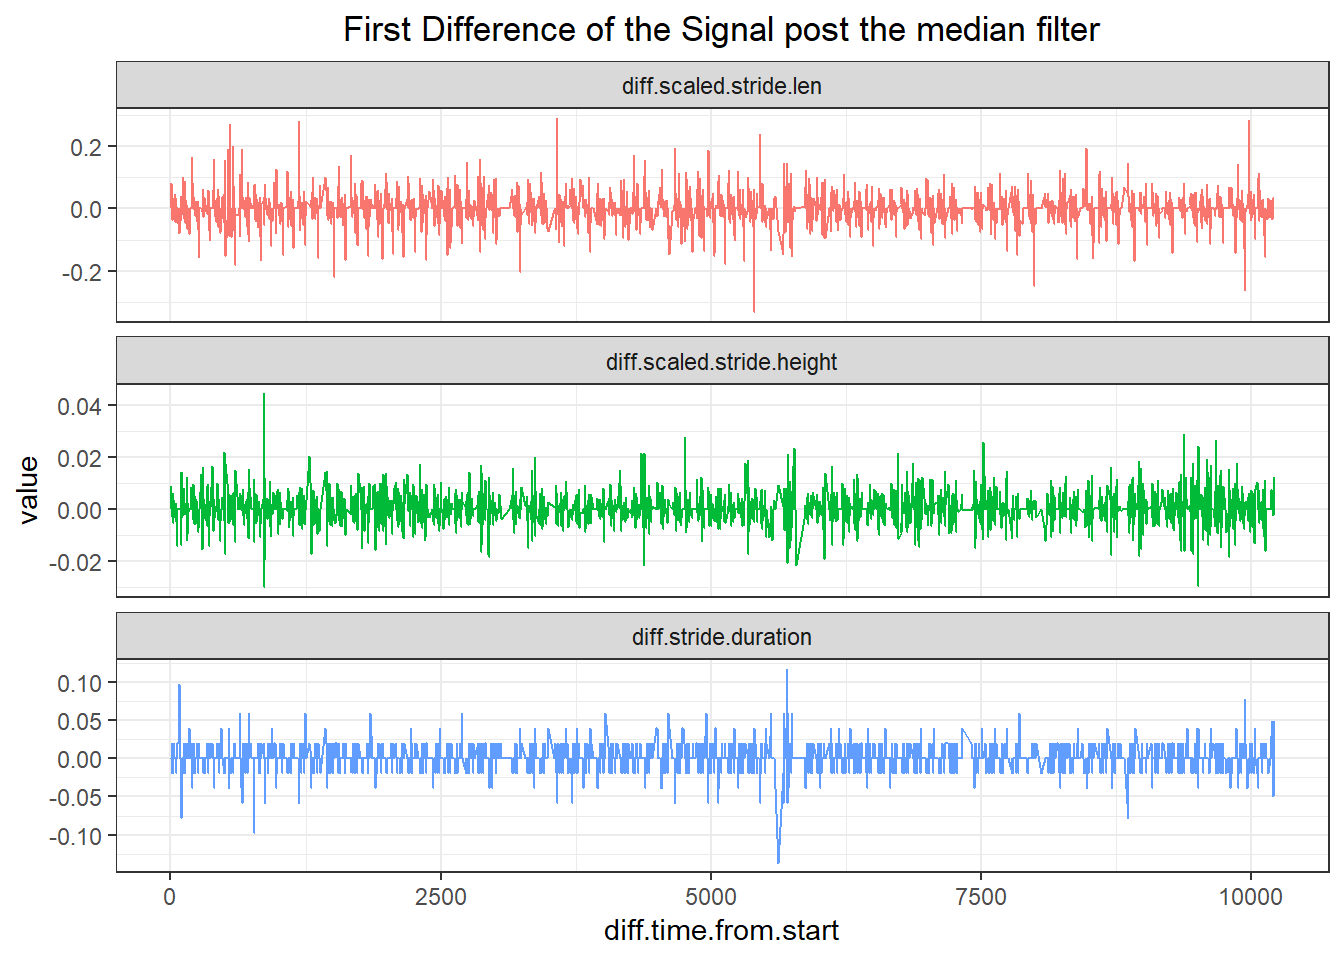 First Difference of the Signal post the median filter
diff.scaled.stride.len
0.2
0.0
-0.2
diff.scaled.stride.height
0.04
0.02
0.00
-0.02
value
diff.stride.duration
0.10
0.05
0.00
-0.05
-0.10
0 2500 5000 7500 10000
diff.time.from.start